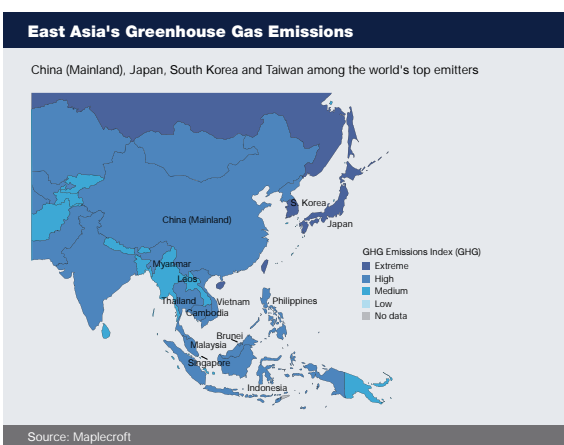 East Asia's Greenhouse Gas Emissions
China (Mainland), Japan, South Korea and Taiwan among the world's top emitters
S. Korea
China (Mainland)
Japan
GHG Emissions Index (GHG)
Extreme
High
Medium
Low
No data
Myanmar
Laos
Thailand
Vietnam
Philippines
Cambodia
Brunei
Malaysia
Singapore
Indonesia
Source: Maplecroft